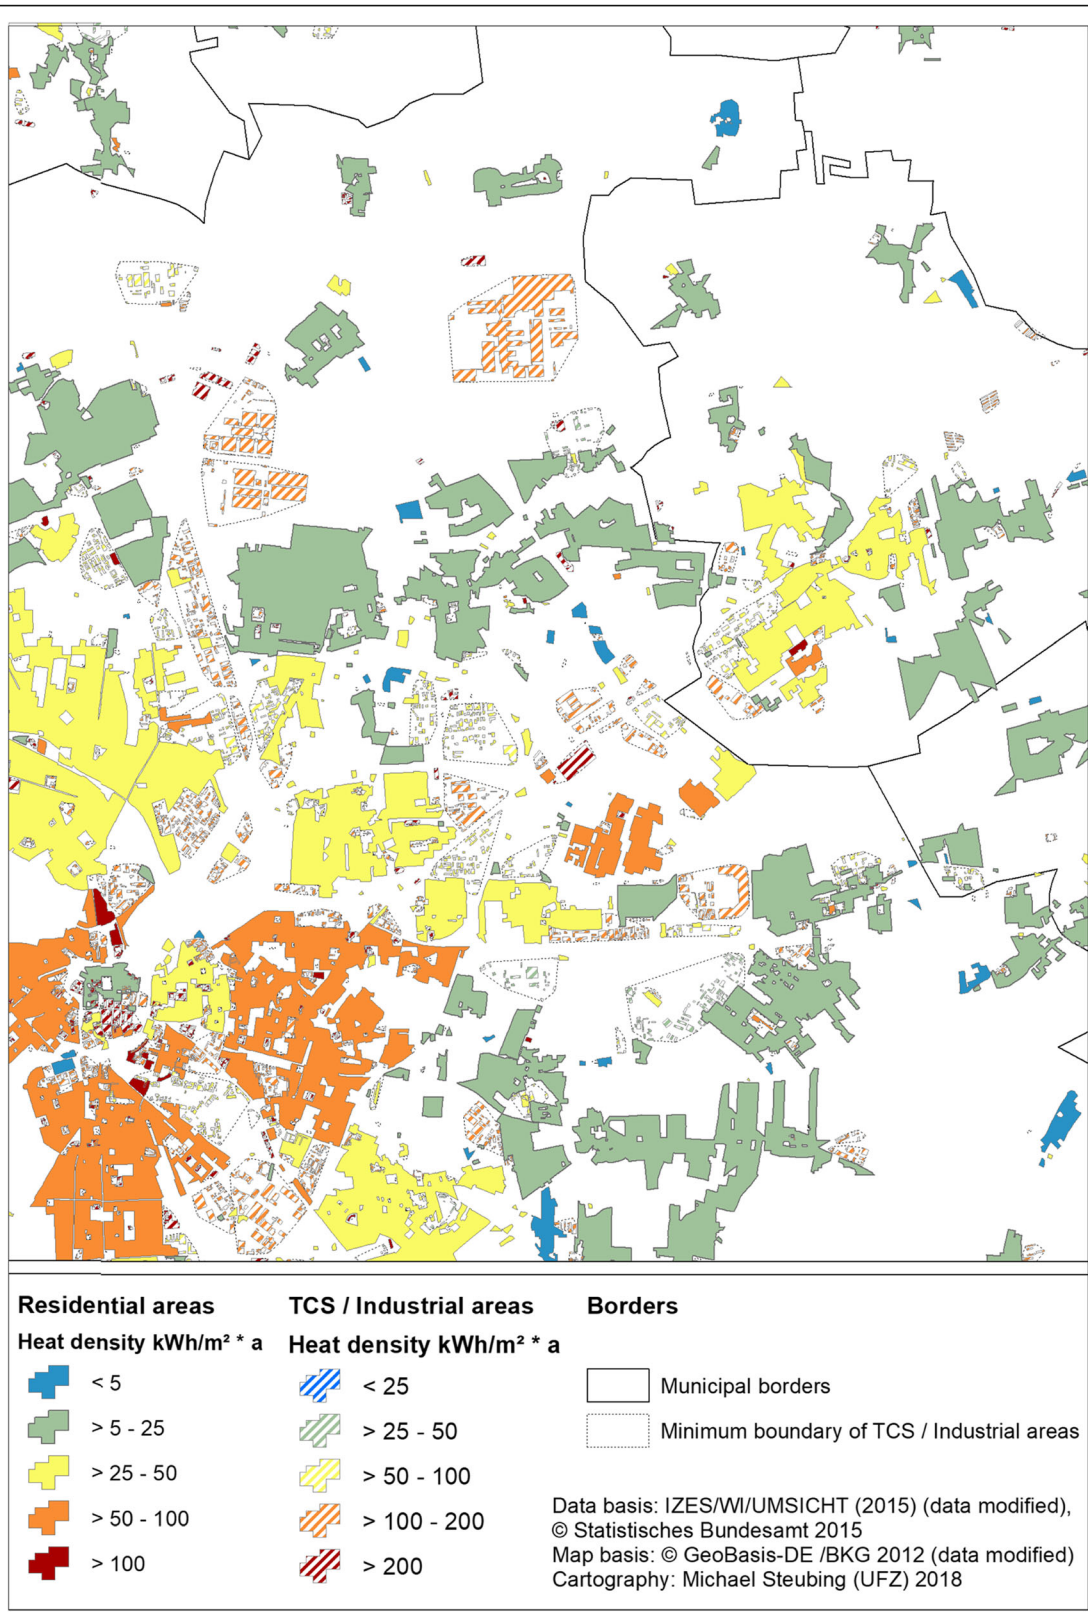 Residential areas
Heat density kWh/m² * a
< 5
> 5 - 25
> 25 - 50
> 50 - 100
> 100
TCS / Industrial areas
Heat density kWh/m² * a
< 25
> 25 - 50
> 50 - 100
> 100 - 200
> 200
Borders
Municipal borders
Minimum boundary of TCS / Industrial areas
Data basis: IZES/WI/UMSICHT (2015) (data modified),
© Statistisches Bundesamt 2015
Map basis: © GeoBasis-DE /BKG 2012 (data modified)
Cartography: Michael Steubing (UFZ) 2018